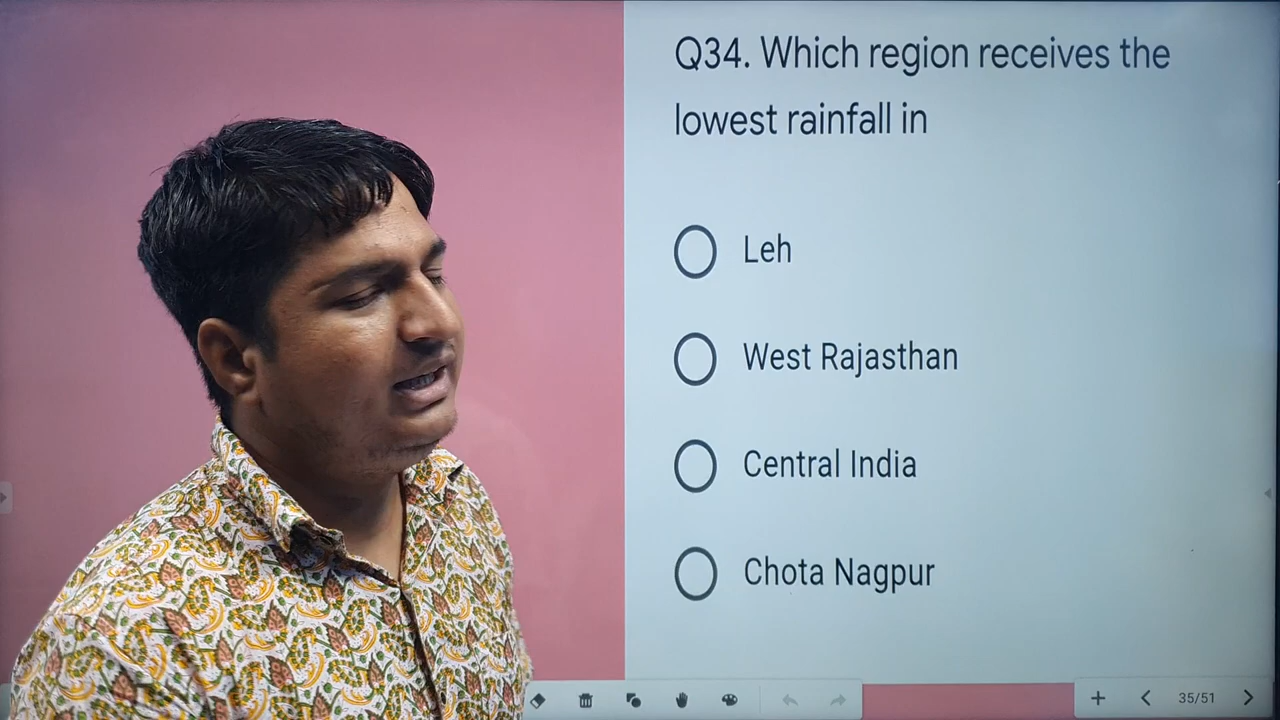 Q34. Which region receives the
lowest rainfall in
Leh
West Rajasthan
Central India
Chota Nagpur
35/51